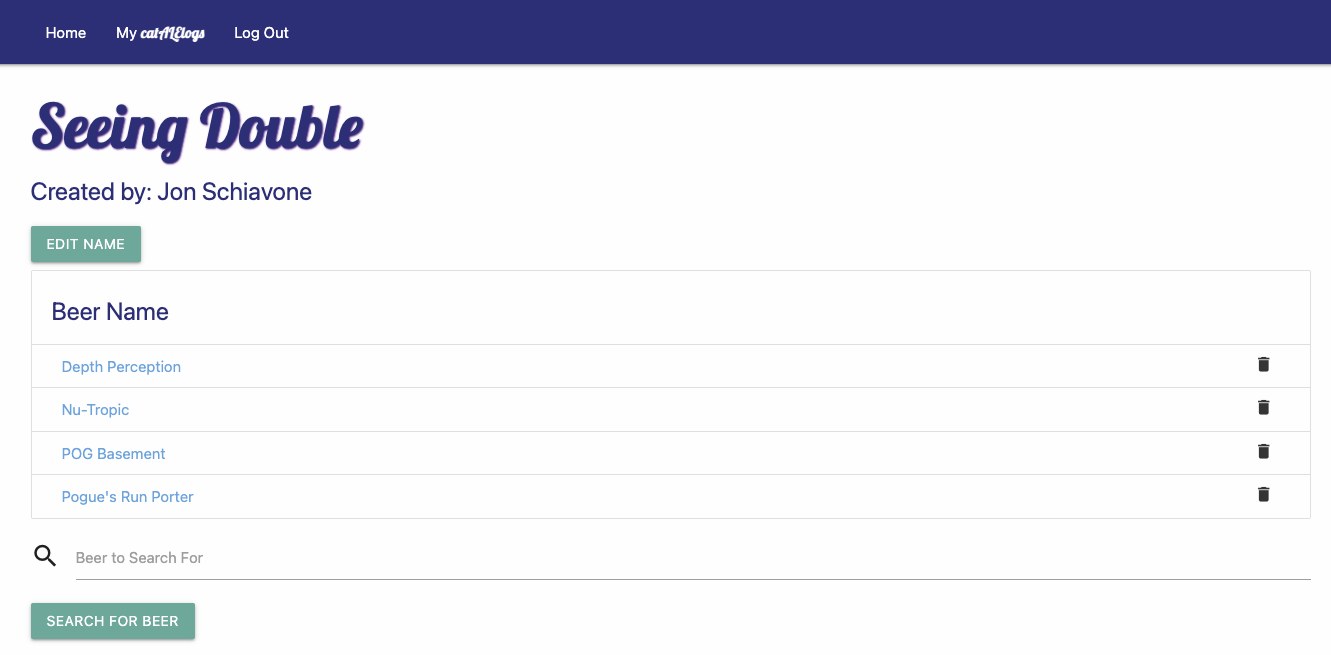 Home My catALElogs Log Out
Seeing Double
Created by: Jon Schiavone
EDIT NAME
Beer Name
Depth Perception
Nu-Tropic
POG Basement
Pogue's Run Porter
Beer to Search For
SEARCH FOR BEER